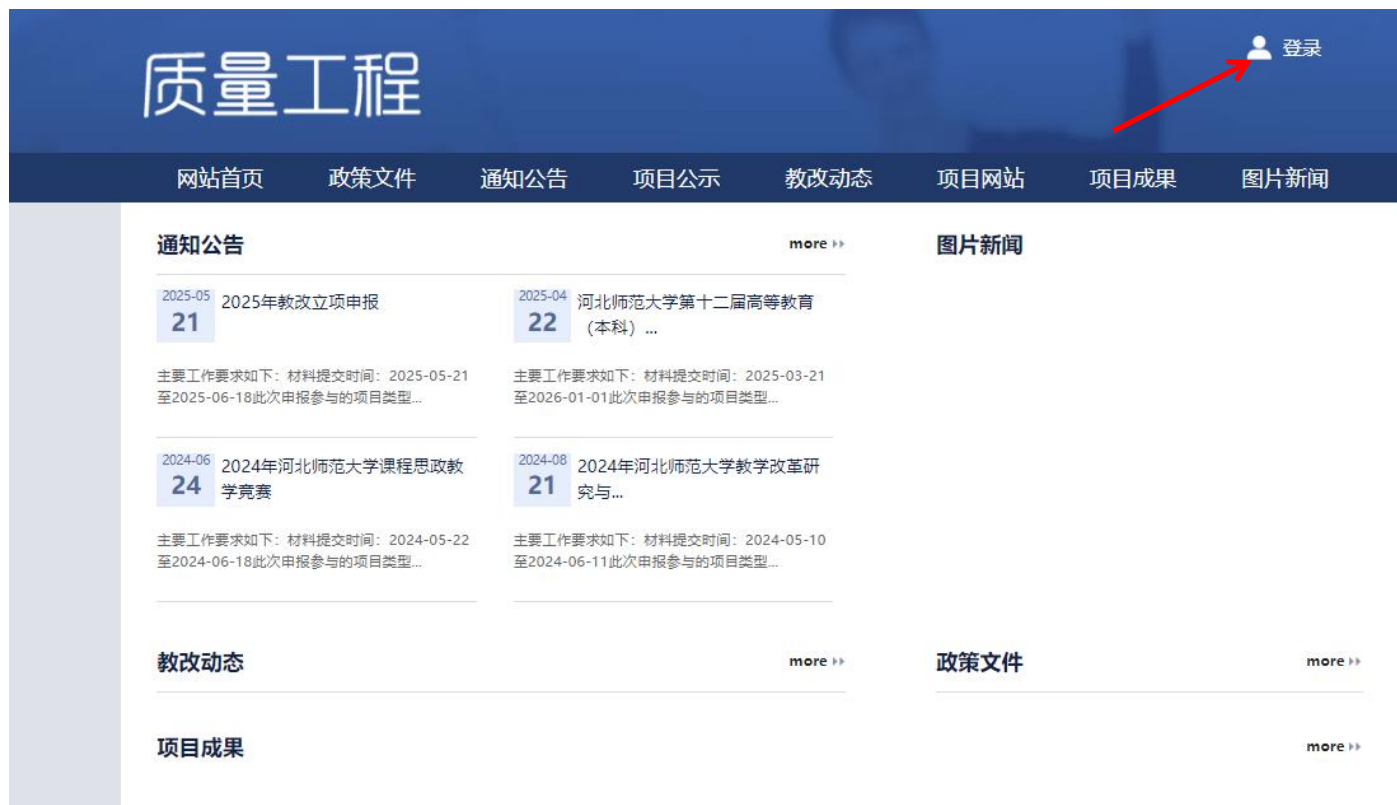 质量工程
登录
网站首页 政策文件 通知公告 项目公示 教改动态 项目网站 项目成果 图片新闻
通知公告 more
2025-05
21
2025年教改立项申报
主要工作要求如下：材料提交时间：2025-05-21
至2025-06-18此次申报参与的项目类型...
2025-04
22
河北师范大学第十二届高等教育
（本科）...
主要工作要求如下：材料提交时间：2025-03-21
至2026-01-01此次申报参与的项目类型...
2024-06
24
2024年河北师范大学课程思政教
学竞赛
主要工作要求如下：材料提交时间：2024-05-22
至2024-06-18此次申报参与的项目类型...
2024-08
21
2024年河北师范大学教学改革研
究与...
主要工作要求如下：材料提交时间：2024-05-10
至2024-06-11此次申报参与的项目类型...
图片新闻
教改动态 more
政策文件 more
项目成果 more